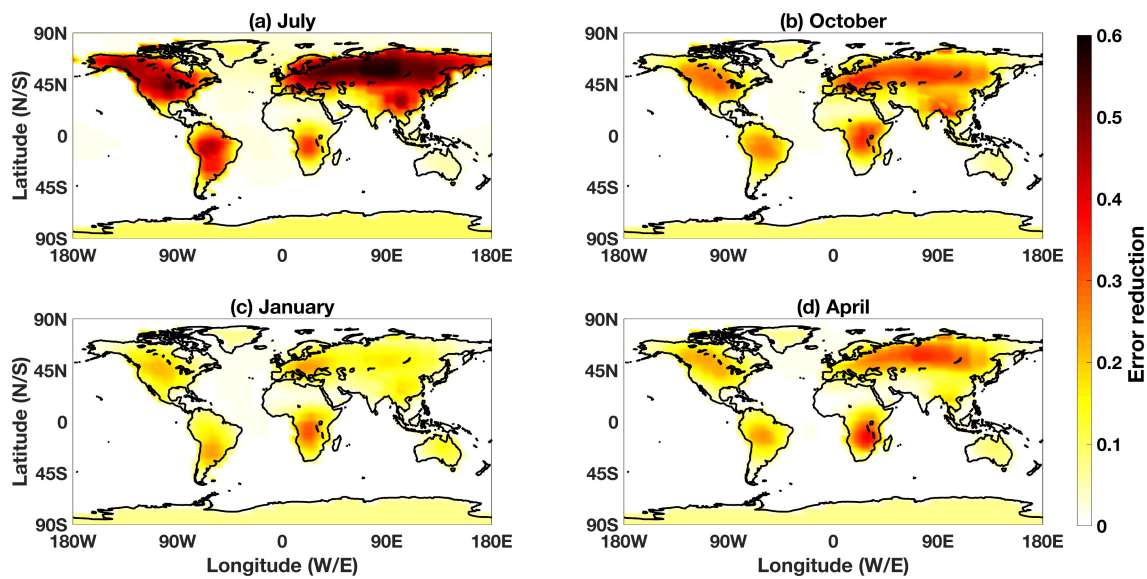 (a) July
90N
45N
0
45S
90S
180W 90W 0 90E 180E
Latitude (N/S)
(b) October
90N
45N
0
45S
90S
180W 90W 0 90E 180E
(c) January
90N
45N
0
45S
90S
180W 90W 0 90E 180E
Latitude (N/S)
Longitude (W/E)
(d) April
90N
45N
0
45S
90S
180W 90W 0 90E 180E
Longitude (W/E)
0.6
0.5
0.4
0.3
0.2
0.1
0
Error reduction